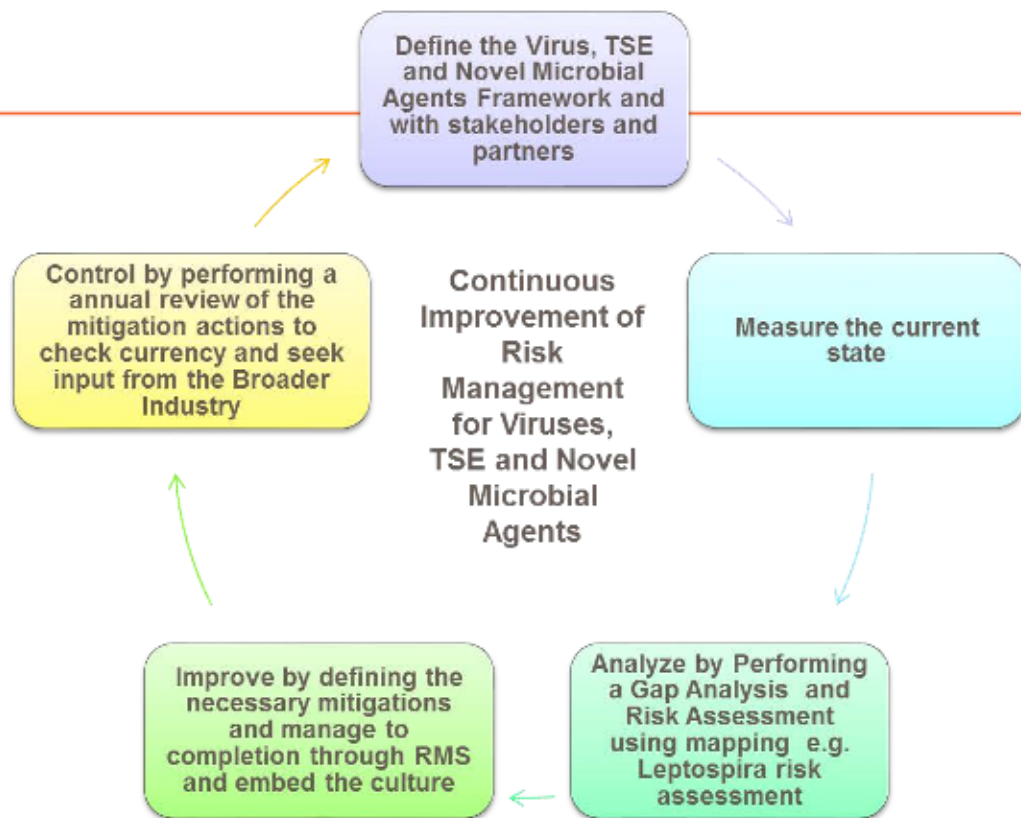 Define the Virus, TSE
and Novel Microbial
Agents Framework and
with stakeholders and
partners
Measure the current
state
Analyze by Performing
a Gap Analysis and
Risk Assessment
using mapping e.g.
Leptospira risk
assessment
Improve by defining the
necessary mitigations
and manage to
completion through RMS
and embed the culture
Control by performing a
annual review of the
mitigation actions to
check currency and seek
input from the Broader
Industry
Continuous
Improvement of
Risk
Management
for Viruses,
TSE and Novel
Microbial
Agents